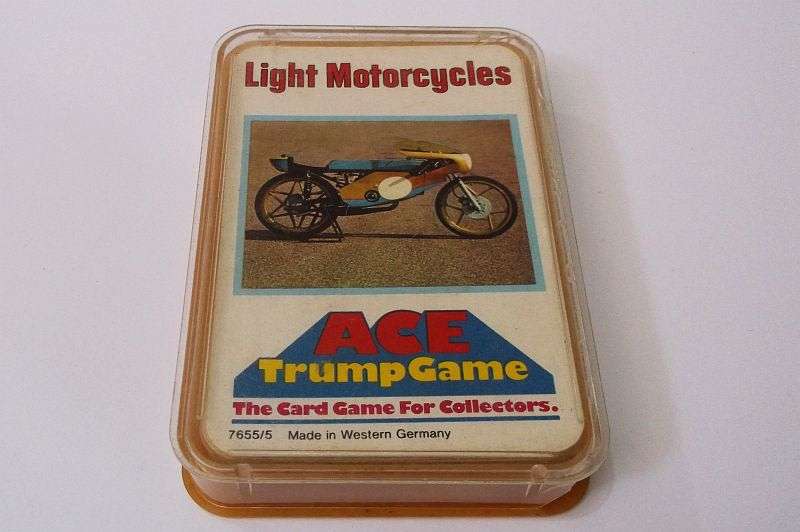 Light Motorcycles
ACE
Trump Game
The Card Game For Collectors.
7655/5 Made in Western Germany